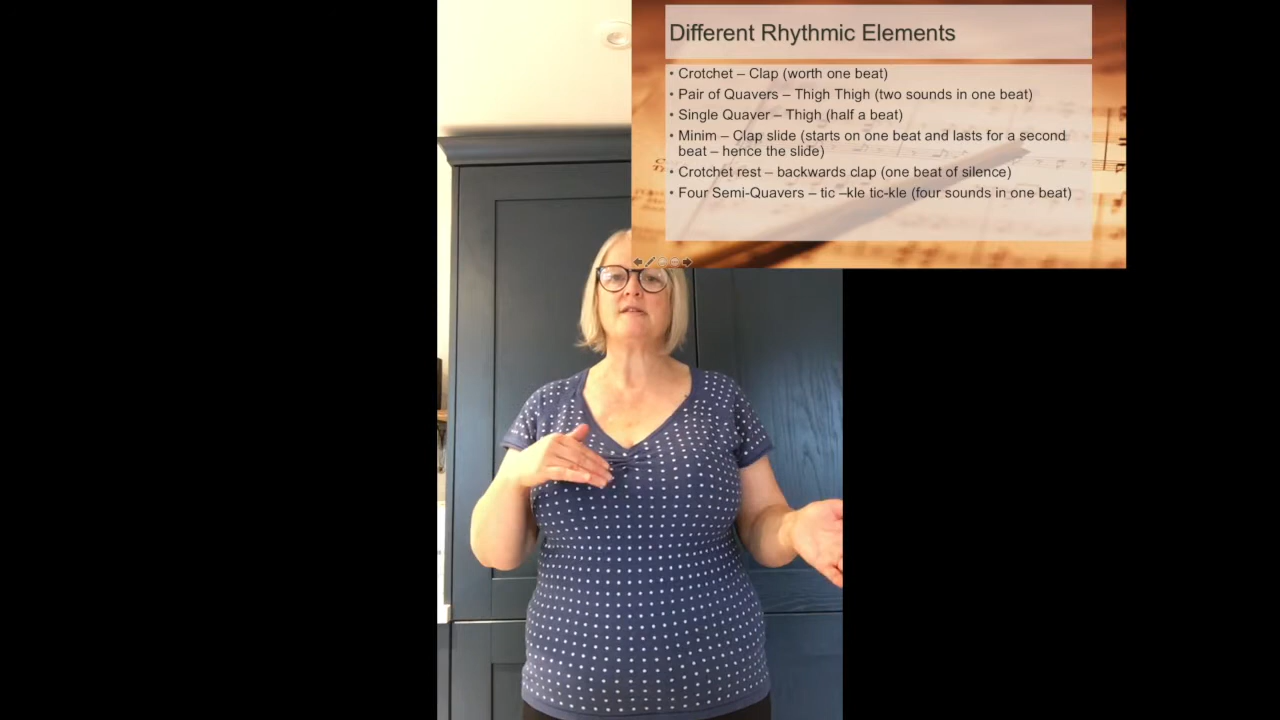 Different Rhythmic Elements
• Crotchet – Clap (worth one beat)
• Pair of Quavers – Thigh Thigh (two sounds in one beat)
• Single Quaver – Thigh (half a beat)
• Minim – Clap slide (starts on one beat and lasts for a second
beat – hence the slide)
• Crotchet rest – backwards clap (one beat of silence)
• Four Semi-Quavers – tic –kle tic-kle (four sounds in one beat)